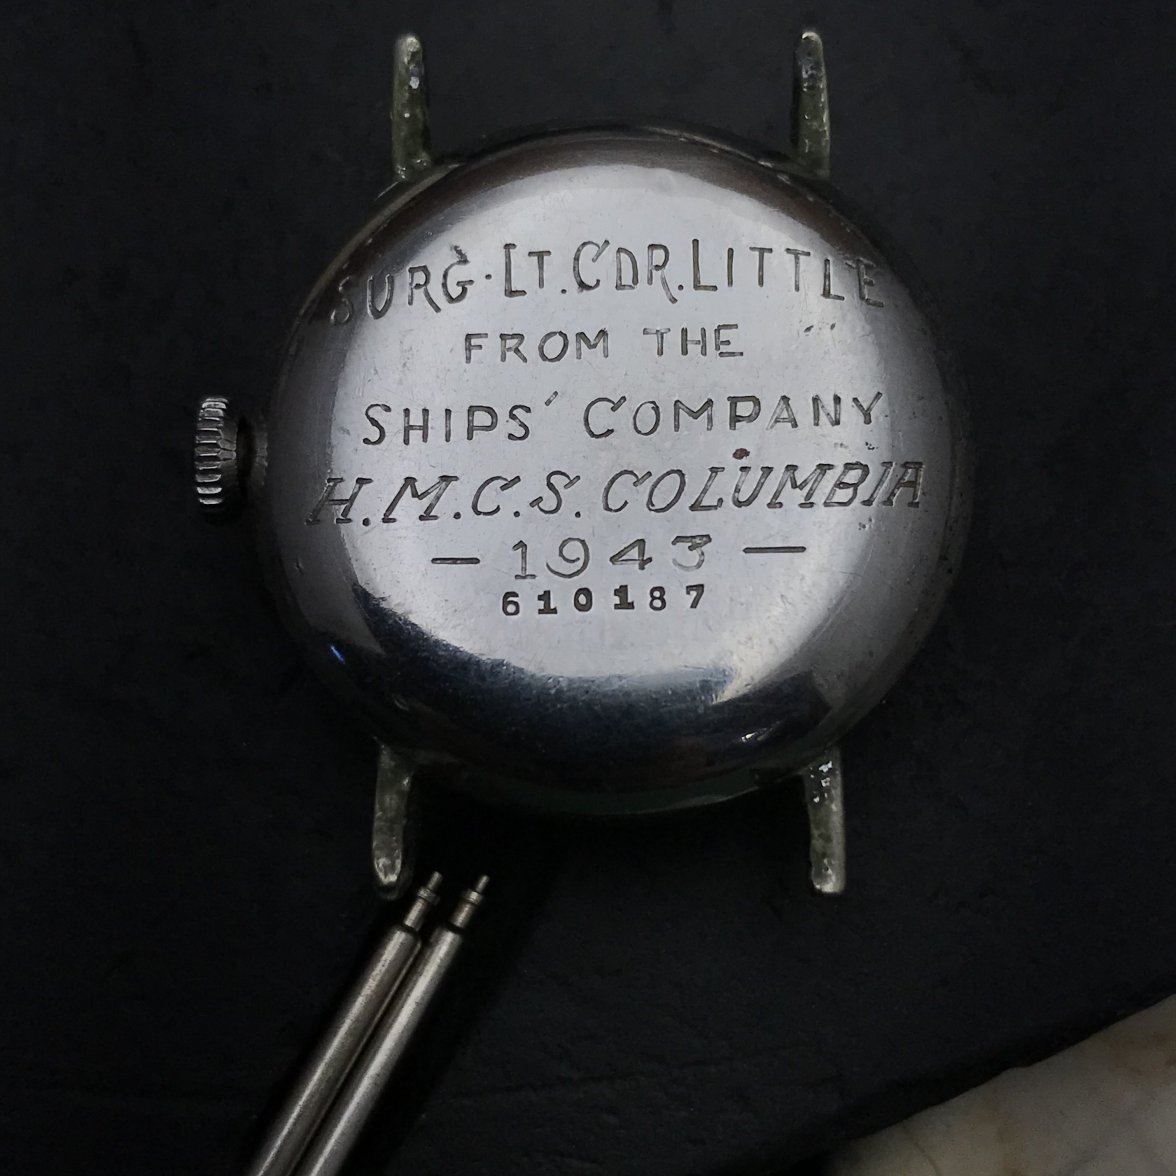 SURG·LT.CDR.LITTLE
FROM THE
SHIPS' COMPANY
H.M.C.S. COLUMBIA
— 1943 —
610187